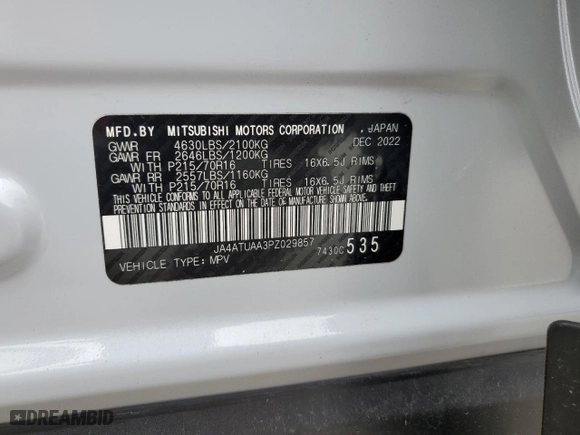 MFD.BY MITSUBISHI MOTORS CORPORATION , JAPAN
GVWR 4630LBS/2100KG DEC 2022
GAWR FR 2646LBS/1200KG
WITH P215/70R16 TIRES 16X6.5J RIMS
GAWR RR 2557LBS/1160KG
WITH P215/70R16 TIRES 16X6.5J RIMS
THIS VEHICLE CONFORMS TO ALL APPLICABLE FEDERAL MOTOR VEHICLE SAFETY AND THEFT
PREVENTION STANDARDS IN EFFECT ON THE DATE OF MANUFACTURE SHOWN ABOVE.
JA4ATUAA3PZ029857 7430C 535
VEHICLE TYPE: MPV
DREAMBID